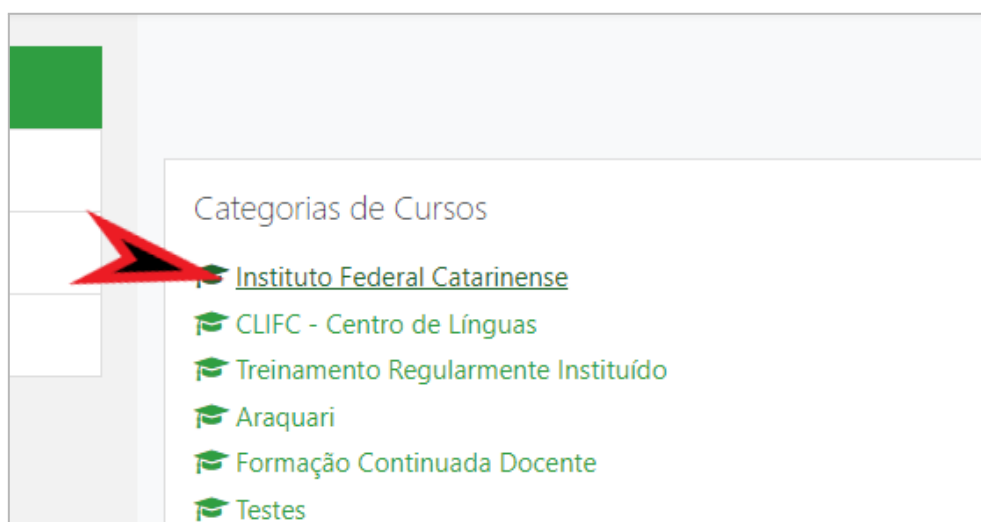 Categorias de Cursos
Instituto Federal Catarinense
CLIFC - Centro de Línguas
Treinamento Regularmente Instituído
Araquari
Formação Continuada Docente
Testes